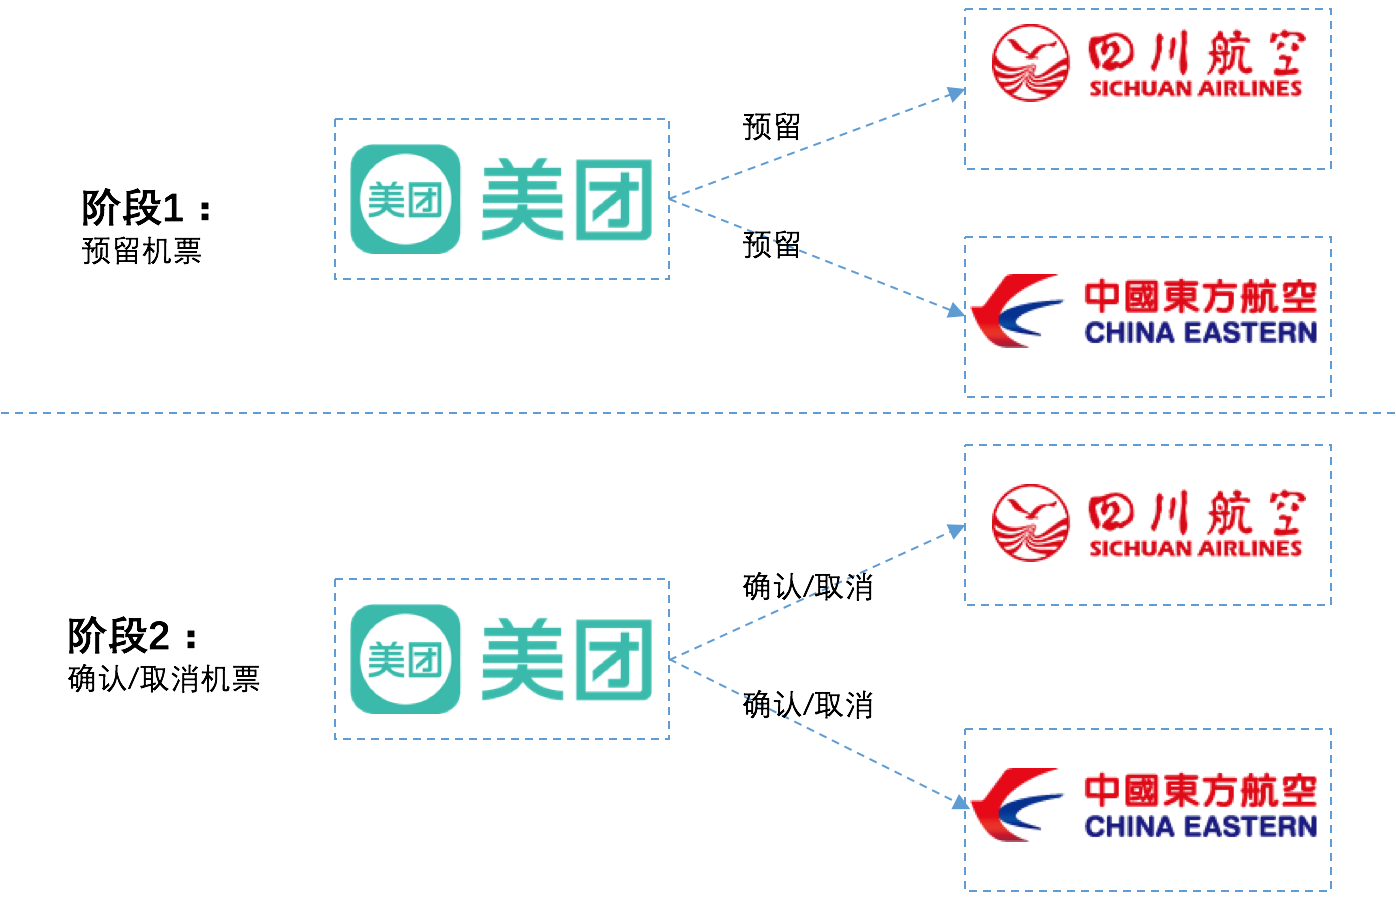 四川航空
SICHUAN AIRLINES
预留
美团 美团
阶段1：
预留机票
预留
中國東方航空
CHINA EASTERN
四川航空
SICHUAN AIRLINES
确认/取消
阶段2：
美团 美团
确认/取消机票
确认/取消
中國東方航空
CHINA EASTERN